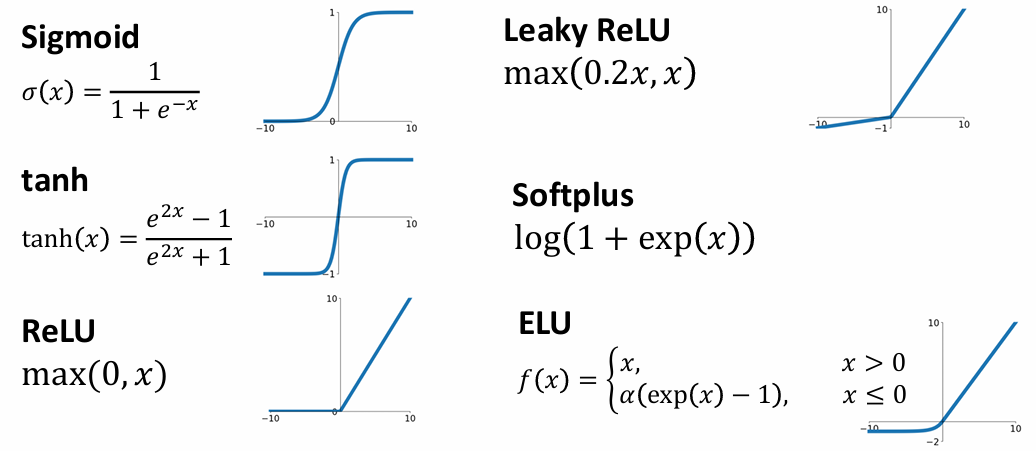 Sigmoid
σ(x) = 1 / (1 + e^{−x})
1
0
−10
10
tanh
tanh(x) = (e^{2x} − 1) / (e^{2x} + 1)
1
−10
10
−1
ReLU
max(0, x)
10
0
−10
10
Leaky ReLU
max(0.2x, x)
10
−10
−1
10
Softplus
log(1 + exp(x))
ELU
f(x) = { x, x > 0
α(exp(x) − 1), x ≤ 0
10
−10
−2
10